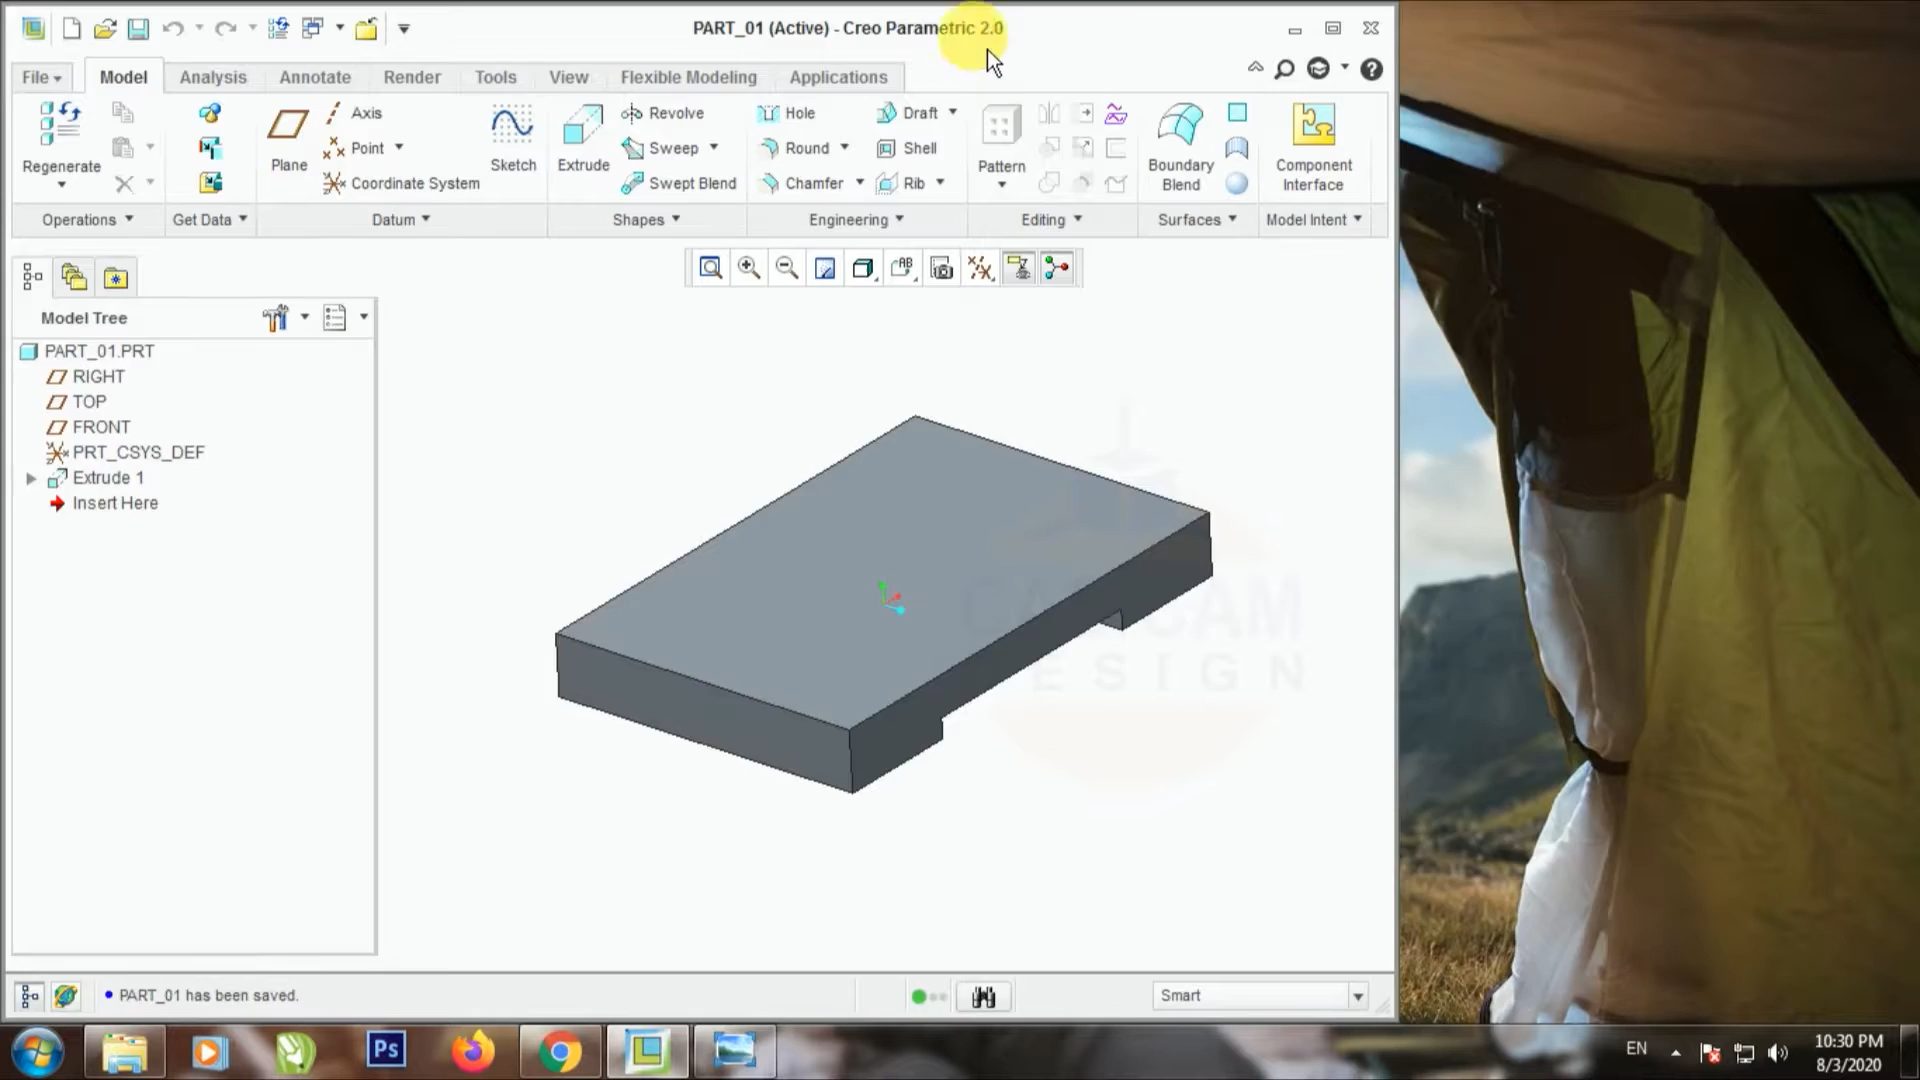 PART_01 (Active) - Creo Parametric 2.0
File Model Analysis Annotate Render Tools View Flexible Modeling Applications
Regenerate
Plane
Axis
Point
Coordinate System
Sketch
Extrude
Revolve
Sweep
Swept Blend
Hole
Round
Chamfer
Draft
Shell
Rib
Pattern
Boundary
Blend
Component
Interface
Operations Get Data Datum Shapes Engineering Editing Surfaces Model Intent
Model Tree
PART_01.PRT
RIGHT
TOP
FRONT
PRT_CSYS_DEF
Extrude 1
Insert Here
PART_01 has been saved.
Smart
Ps
EN
10:30 PM
8/3/2020